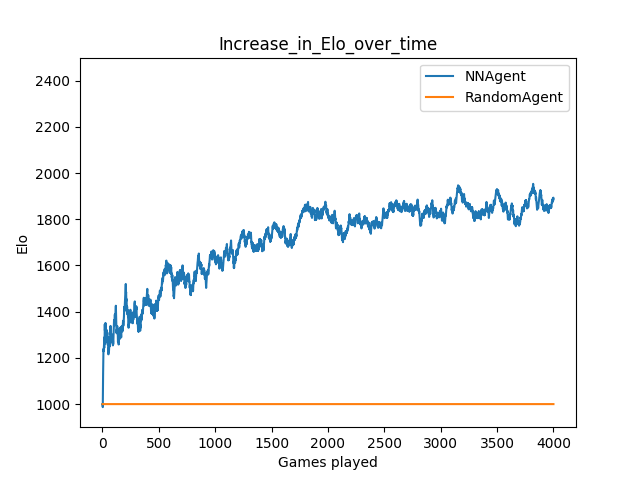 Increase_in_Elo_over_time
NNAgent
RandomAgent
2400
2200
2000
1800
1600
1400
1200
1000
Elo
0 500 1000 1500 2000 2500 3000 3500 4000
Games played